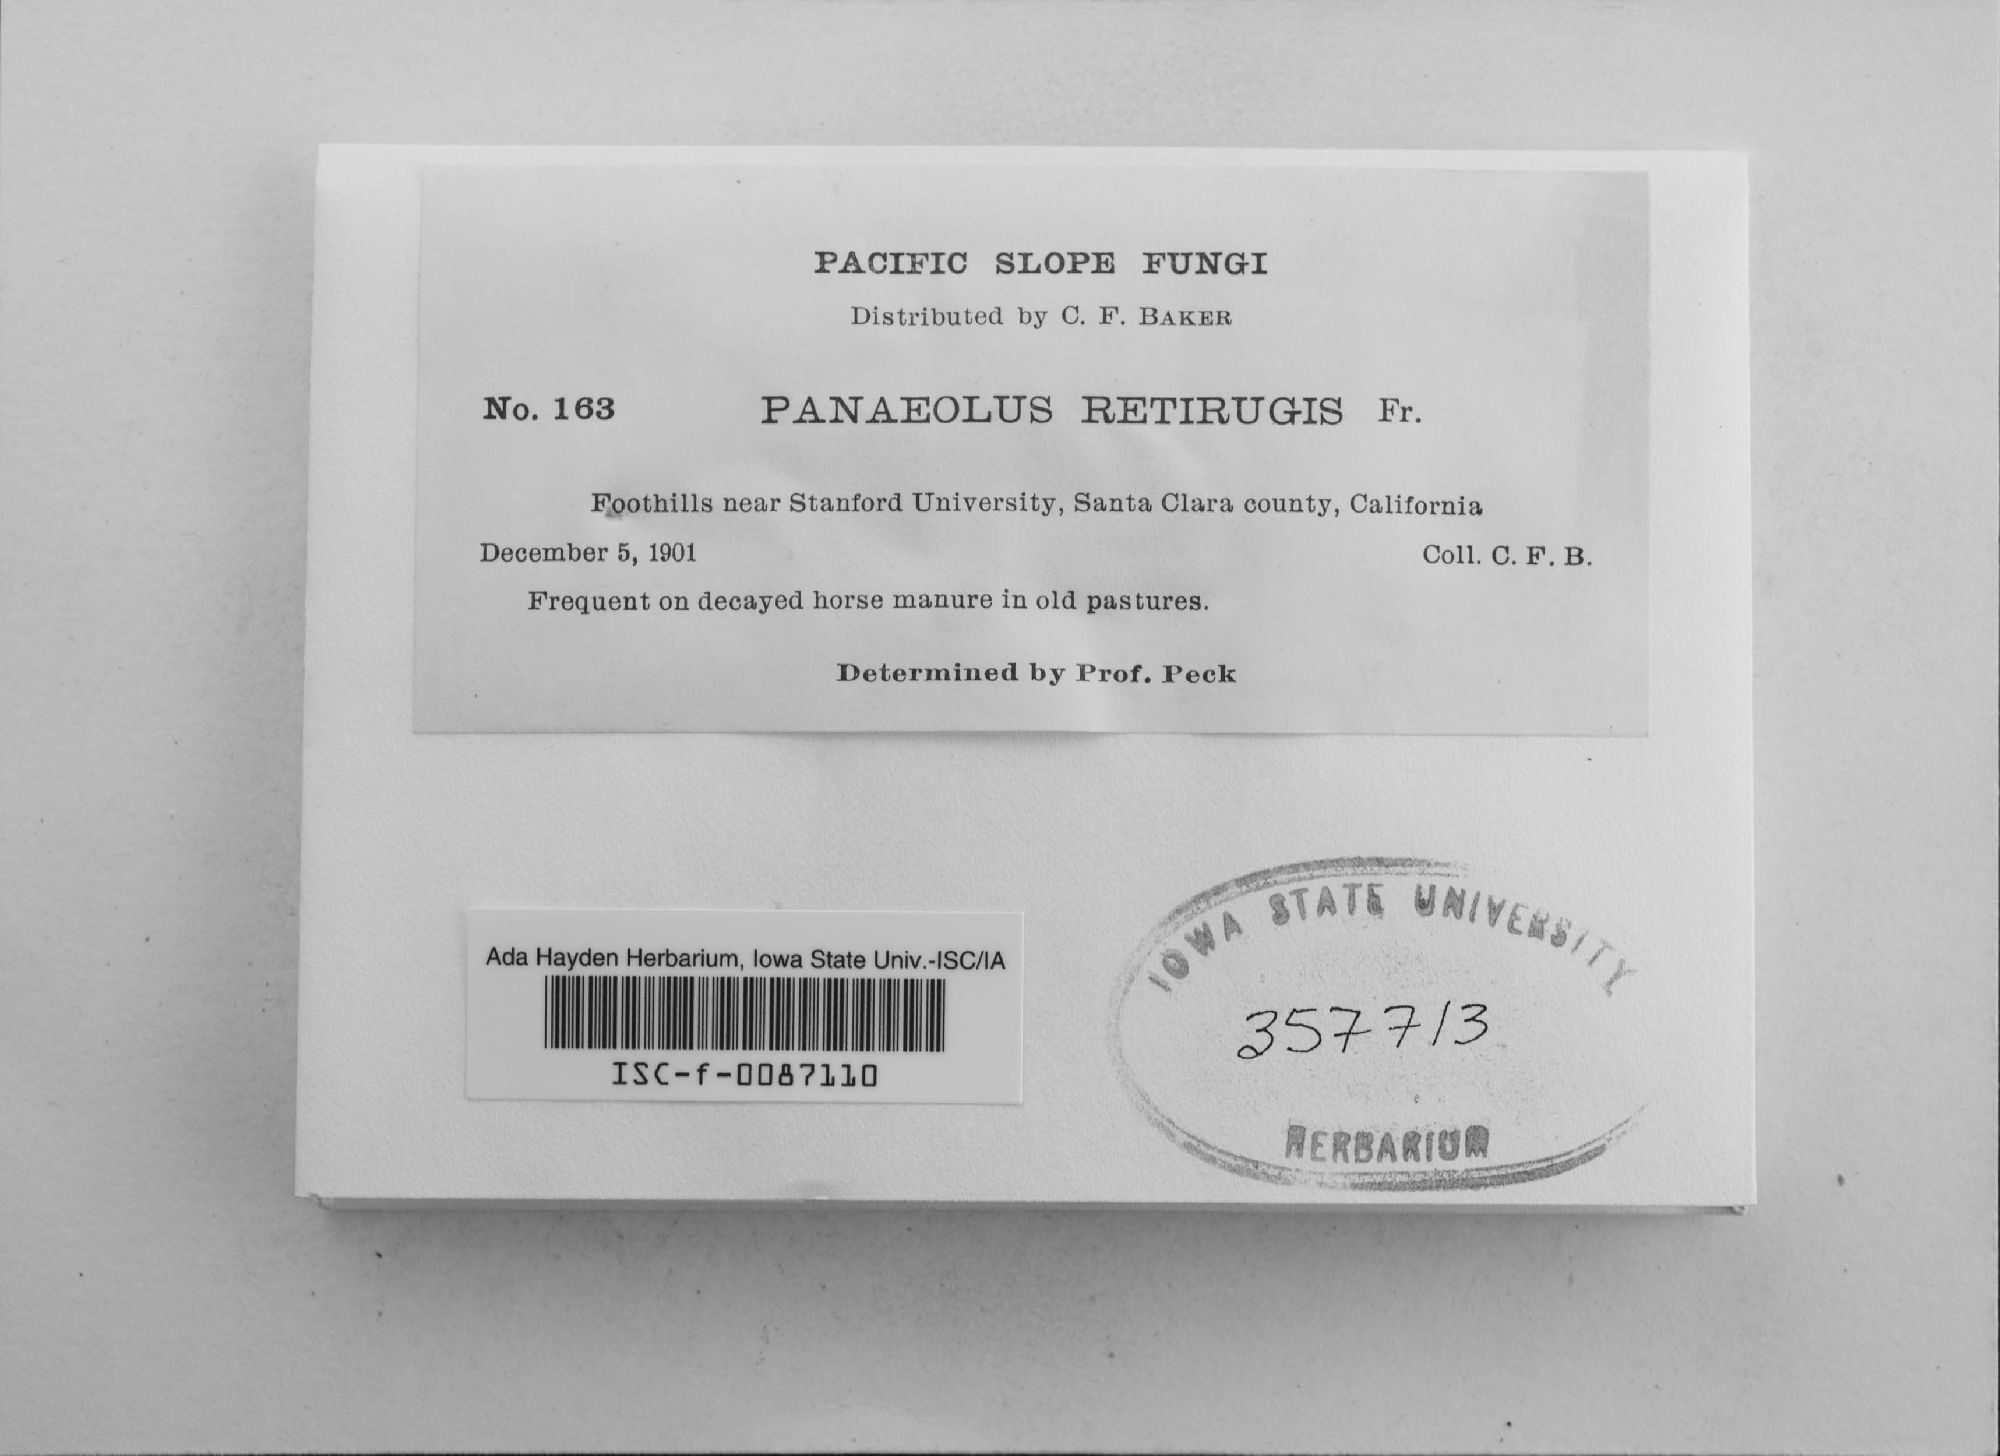 PACIFIC SLOPE FUNGI
Distributed by C. F. BAKER
No. 163 PANAEOLUS RETIRUGIS Fr.
Foothills near Stanford University, Santa Clara county, California
December 5, 1901 Coll. C. F. B.
Frequent on decayed horse manure in old pastures.
Determined by Prof. Peck
Ada Hayden Herbarium, Iowa State Univ.-ISC/IA
ISC-f-0087110
IOWA STATE UNIVERSITY
357713
HERBARIUM